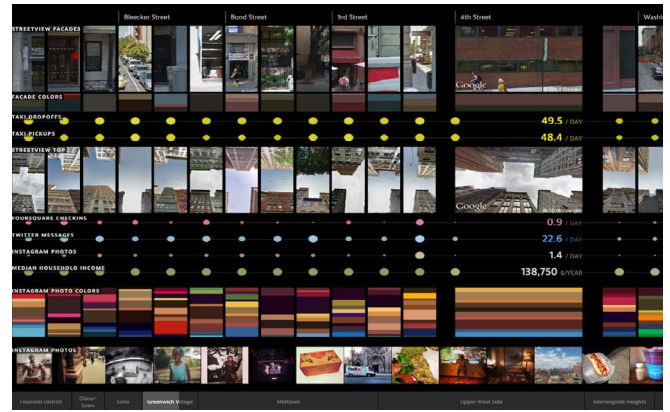 Bleecker Street
Bond Street
3rd Street
4th Street
STREETVIEW FACADES
Google
FACADE COLORS
TAXI DROPOFFS
49.5 / DAY
TAXI PICKUPS
48.4 / DAY
STREETVIEW TOP
Google
FOURSQUARE CHECKINS
0.9 / DAY
TWITTER MESSAGES
22.6 / DAY
INSTAGRAM PHOTOS
1.4 / DAY
MEDIAN HOUSEHOLD INCOME
138,750 $/YEAR
INSTAGRAM PHOTO COLORS
INSTAGRAM PHOTOS
FedEx
Financial District
Town
SoHo
Greenwich Village
Midtown
Upper West Side
Morningside Heights